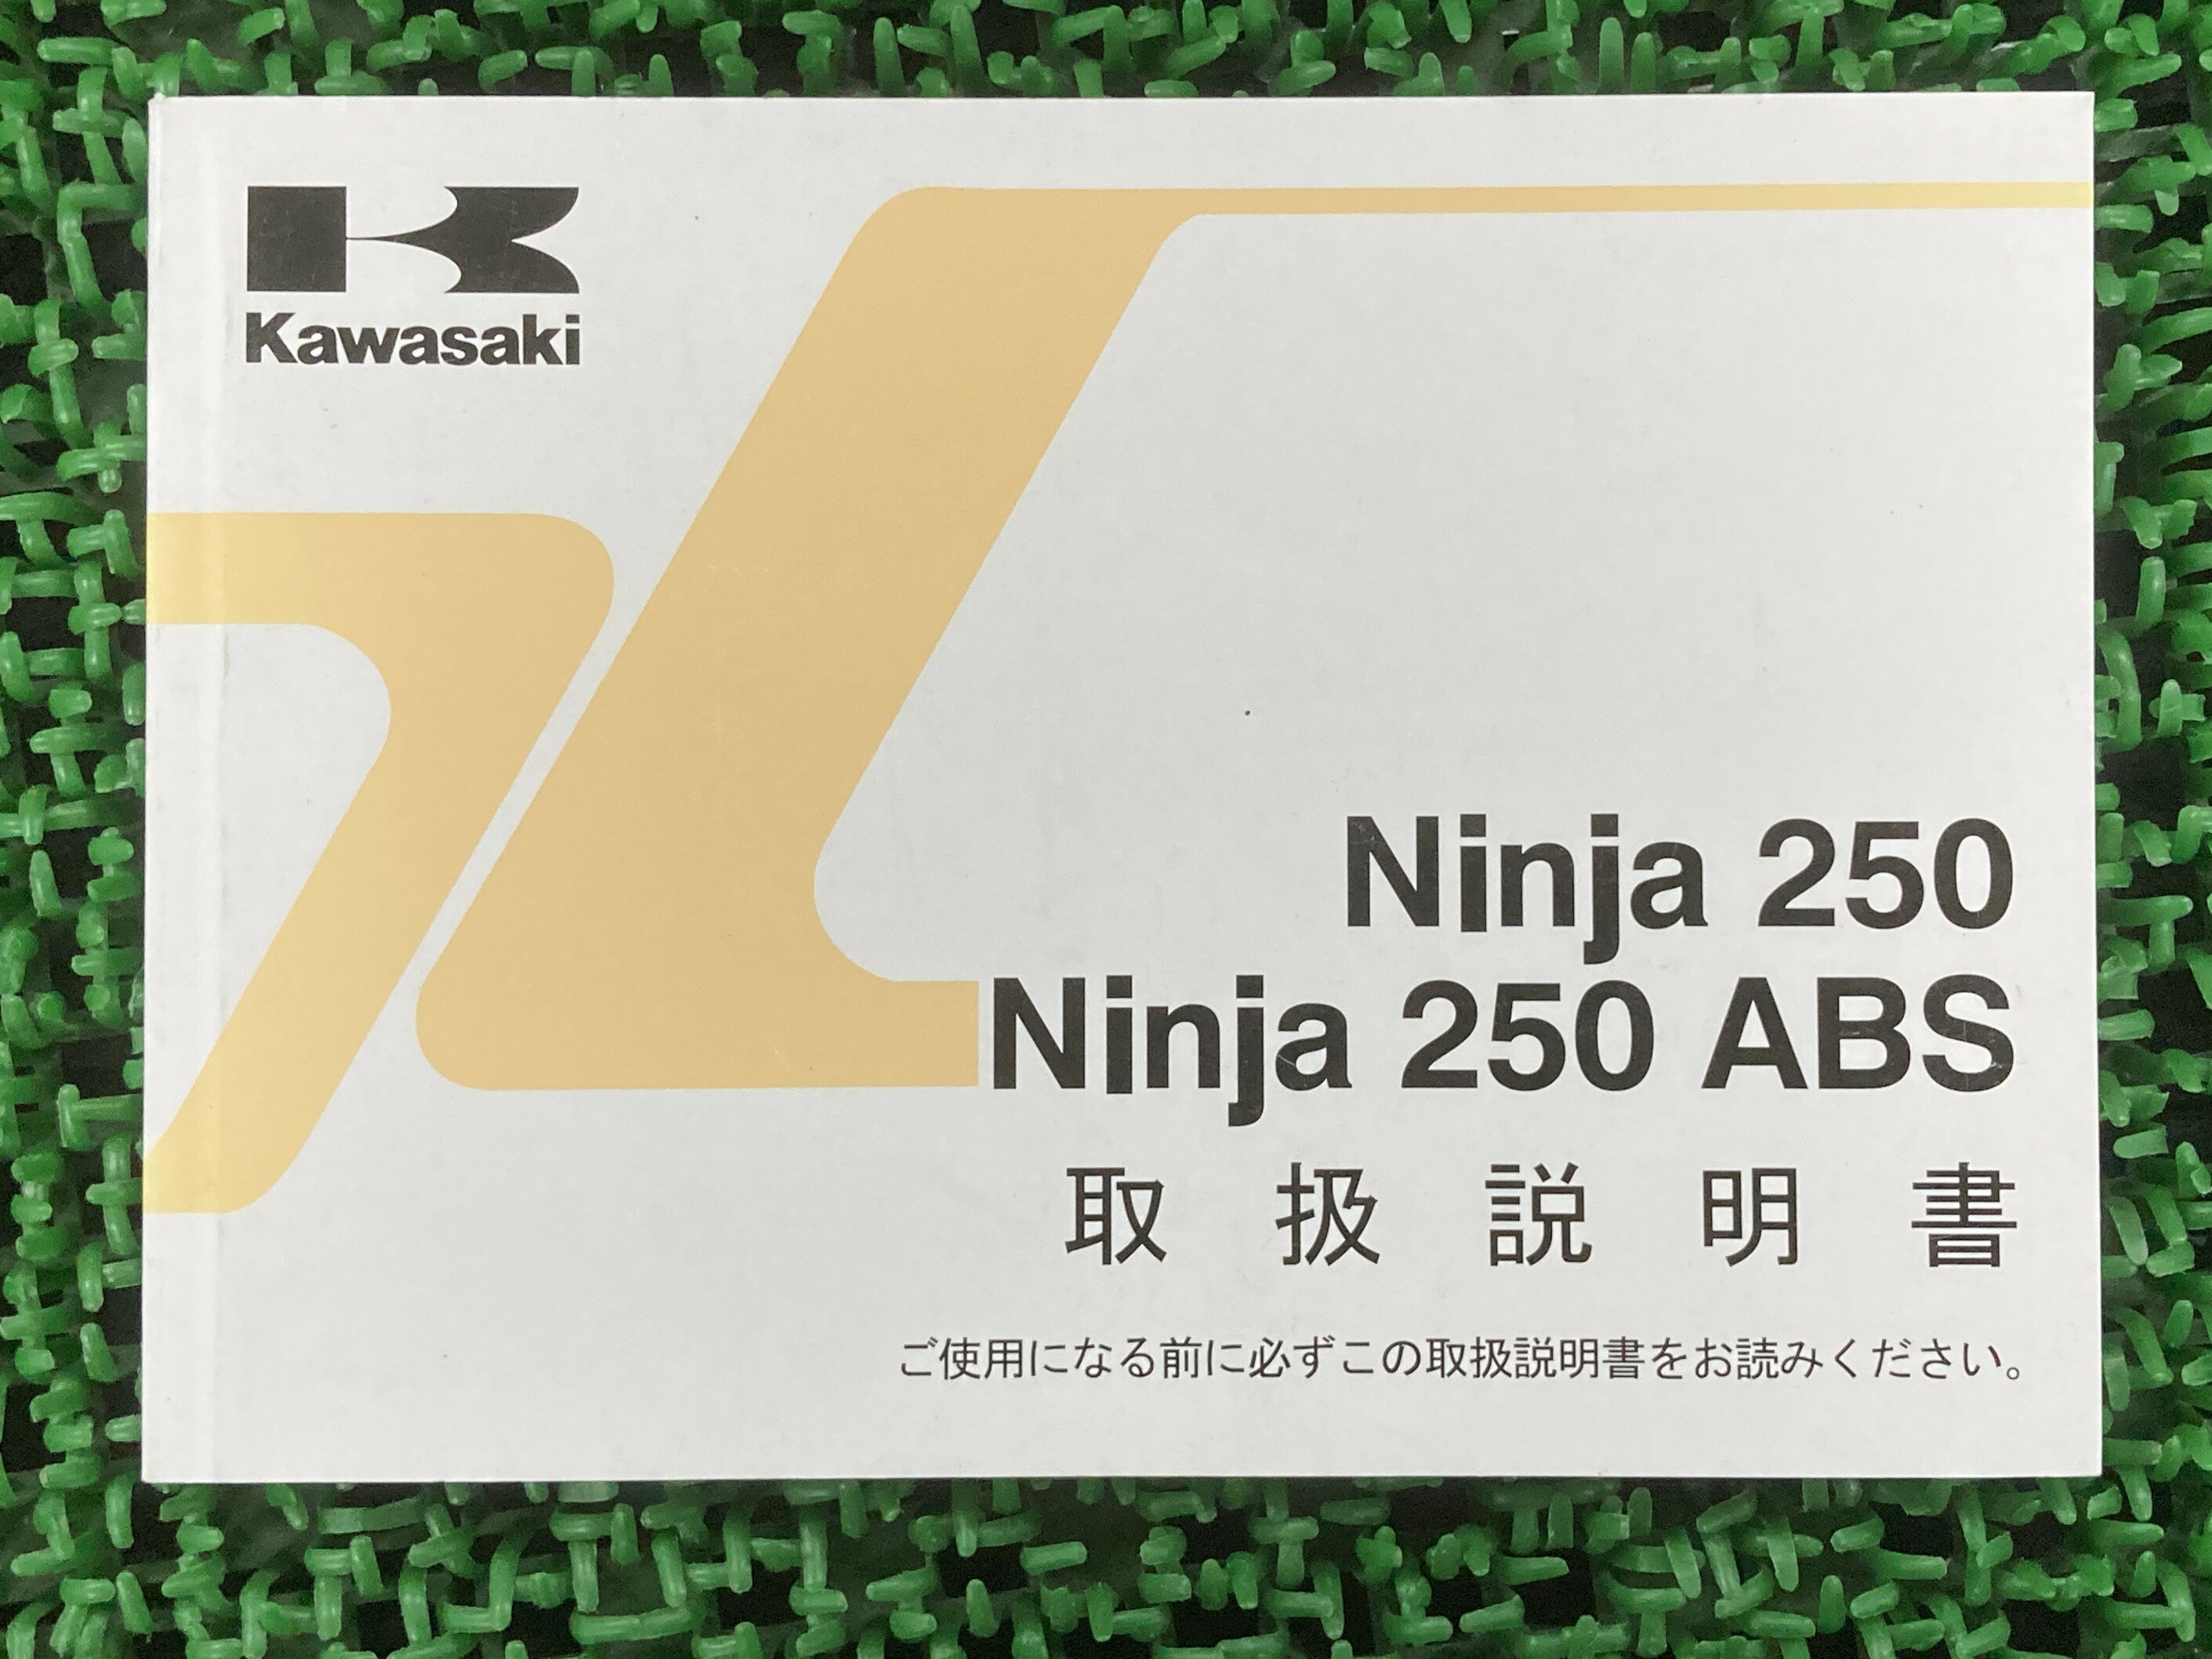 Kawasaki
Ninja 250
Ninja 250 ABS
取扱説明書
ご使用になる前に必ずこの取扱説明書をお読みください。